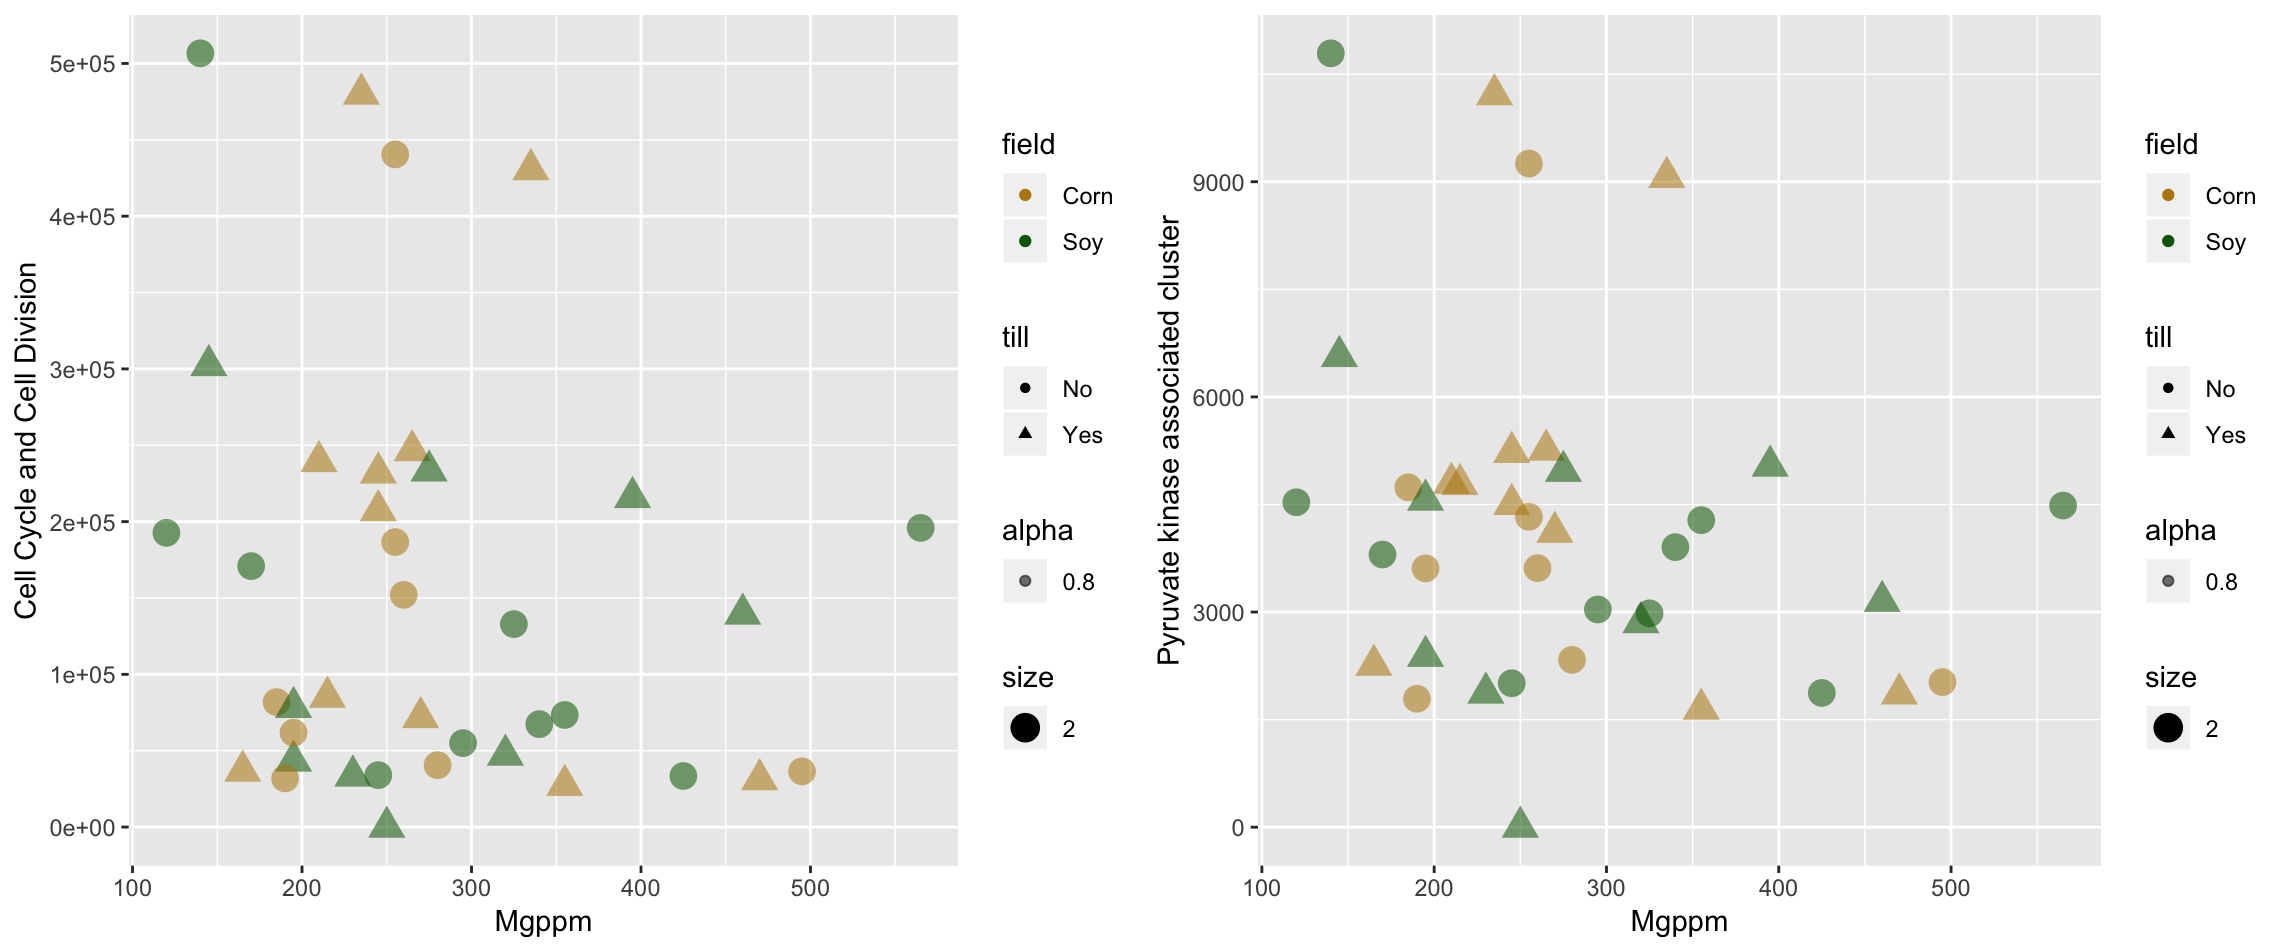 Cell Cycle and Cell Division
5e+05
4e+05
3e+05
2e+05
1e+05
0e+00
100 200 300 400 500
Mgppm
field
Corn
Soy
till
No
Yes
alpha
0.8
size
2
Pyruvate kinase associated cluster
9000
6000
3000
0
100 200 300 400 500
Mgppm
field
Corn
Soy
till
No
Yes
alpha
0.8
size
2